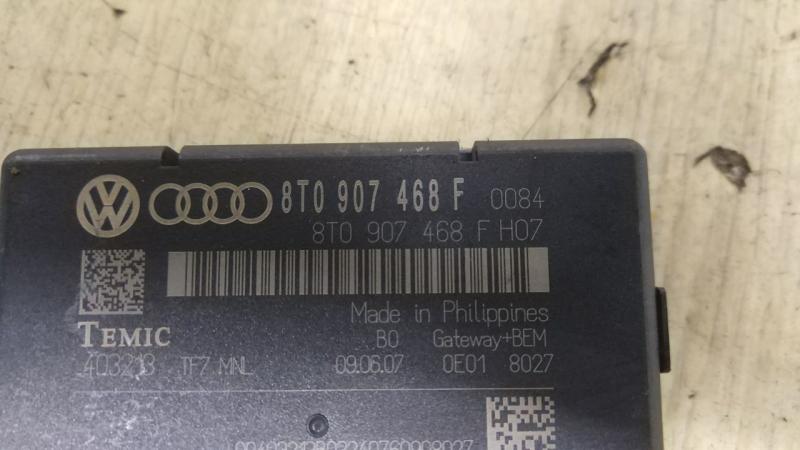 8T0 907 468 F 0084
8T0 907 468 F H07
Made in Philippines
TEMIC B0 Gateway+BEM
403213 TF7 MNL 09.06.07 0E01 8027